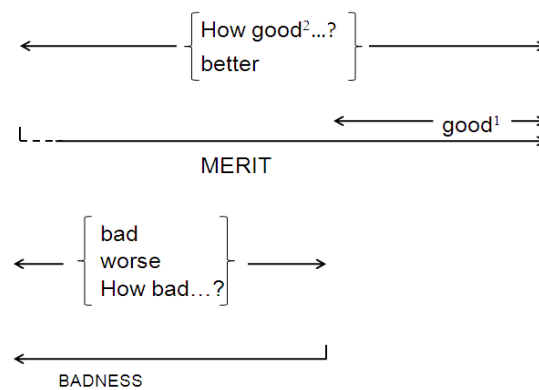 How good²...?
better
good¹
MERIT
bad
worse
How bad...?
BADNESS